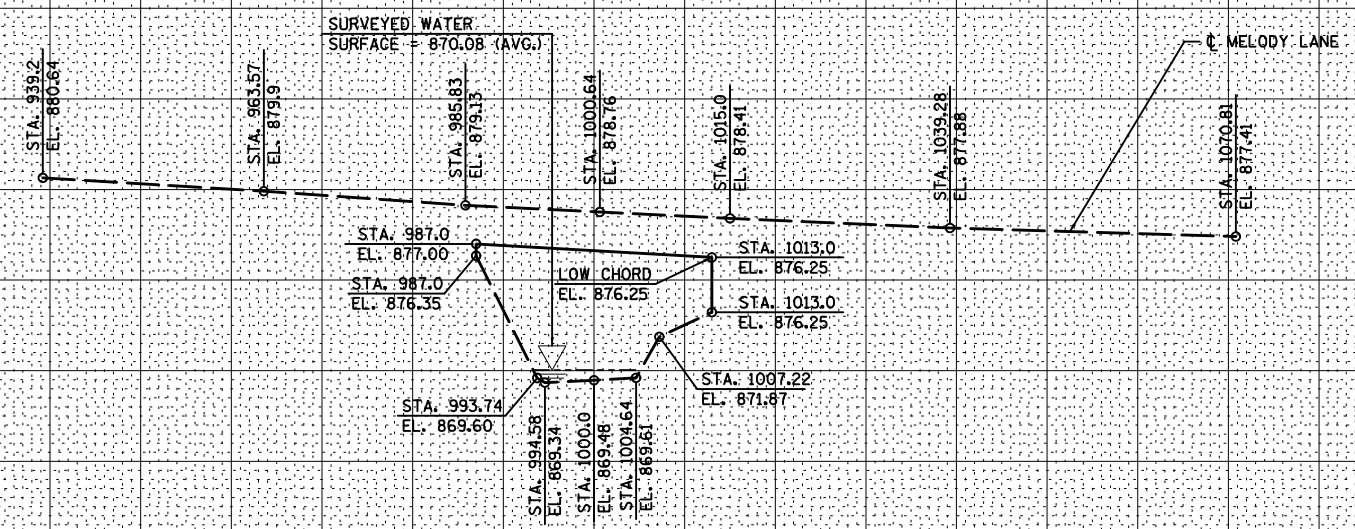 SURVEYED WATER
SURFACE = 870.08 (AVG.)
℄ MELODY LANE
STA. 939.2
EL. 880.64
STA. 963.57
EL. 879.9
STA. 985.83
EL. 879.13
STA. 1000.64
EL. 878.76
STA. 1015.0
EL. 878.41
STA. 1039.28
EL. 877.88
STA. 1070.81
EL. 877.41
STA. 987.0
EL. 877.00
STA. 987.0
EL. 876.35
LOW CHORD
EL. 876.25
STA. 1013.0
EL. 876.25
STA. 1013.0
EL. 876.25
STA. 1007.22
EL. 871.87
STA. 993.74
EL. 869.60
STA. 994.58
EL. 869.34
STA. 1000.0
EL. 869.48
STA. 1004.64
EL. 869.61